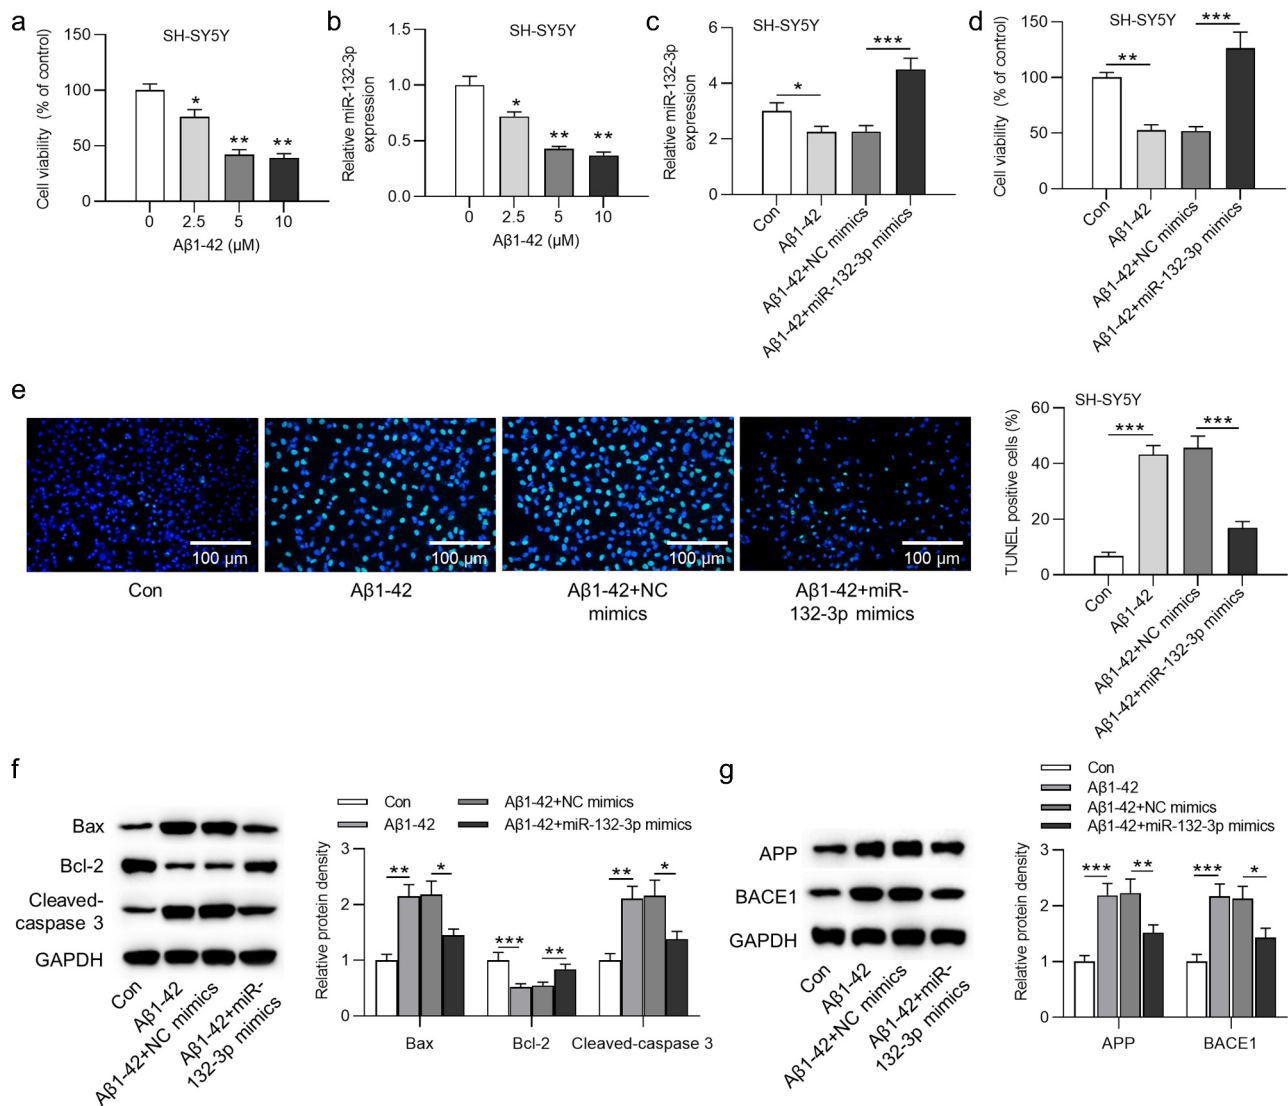 a
SH-SY5Y
Cell viability (% of control)
150
100
50
0
*
**
**
0 2.5 5 10
Aβ1-42 (μM)
b
SH-SY5Y
Relative miR-132-3p
expression
1.5
1.0
0.5
0.0
*
**
**
0 2.5 5 10
Aβ1-42 (μM)
c
SH-SY5Y
Relative miR-132-3p
expression
6
4
2
0
*
***
Con
Aβ1-42
Aβ1-42+NC mimics
Aβ1-42+miR-132-3p mimics
d
SH-SY5Y
Cell viability (% of control)
150
100
50
0
**
***
Con
Aβ1-42
Aβ1-42+NC mimics
Aβ1-42+miR-132-3p mimics
e
100 μm
100 μm
100 μm
100 μm
Con
Aβ1-42
Aβ1-42+NC
mimics
Aβ1-42+miR-
132-3p mimics
SH-SY5Y
TUNEL positive cells (%)
60
40
20
0
***
***
Con
Aβ1-42
Aβ1-42+NC mimics
Aβ1-42+miR-132-3p mimics
f
Bax
Bcl-2
Cleaved-
caspase 3
GAPDH
Con
Aβ1-42
Aβ1-42+NC mimics
Aβ1-42+miR-
132-3p mimics
Con
Aβ1-42
Aβ1-42+NC mimics
Aβ1-42+miR-132-3p mimics
Relative protein density
3
2
1
0
**
*
***
**
**
*
Bax
Bcl-2
Cleaved-caspase 3
g
APP
BACE1
GAPDH
Con
Aβ1-42
Aβ1-42+NC mimics
Aβ1-42+miR-
132-3p mimics
Con
Aβ1-42
Aβ1-42+NC mimics
Aβ1-42+miR-132-3p mimics
Relative protein density
3
2
1
0
***
**
***
*
APP
BACE1